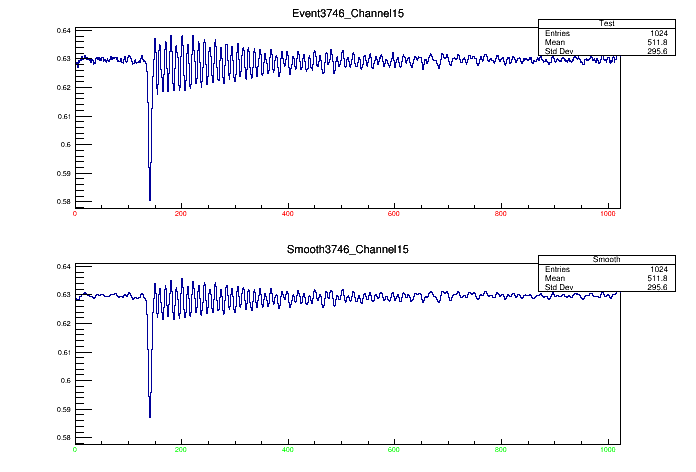 Event3746_Channel15
Test
Entries 1024
Mean 511.8
Std Dev 295.6
0.64
0.63
0.62
0.61
0.6
0.59
0.58
0 200 400 600 800 1000
Smooth3746_Channel15
Smooth
Entries 1024
Mean 511.8
Std Dev 295.6
0.64
0.63
0.62
0.61
0.6
0.59
0.58
0 200 400 600 800 1000